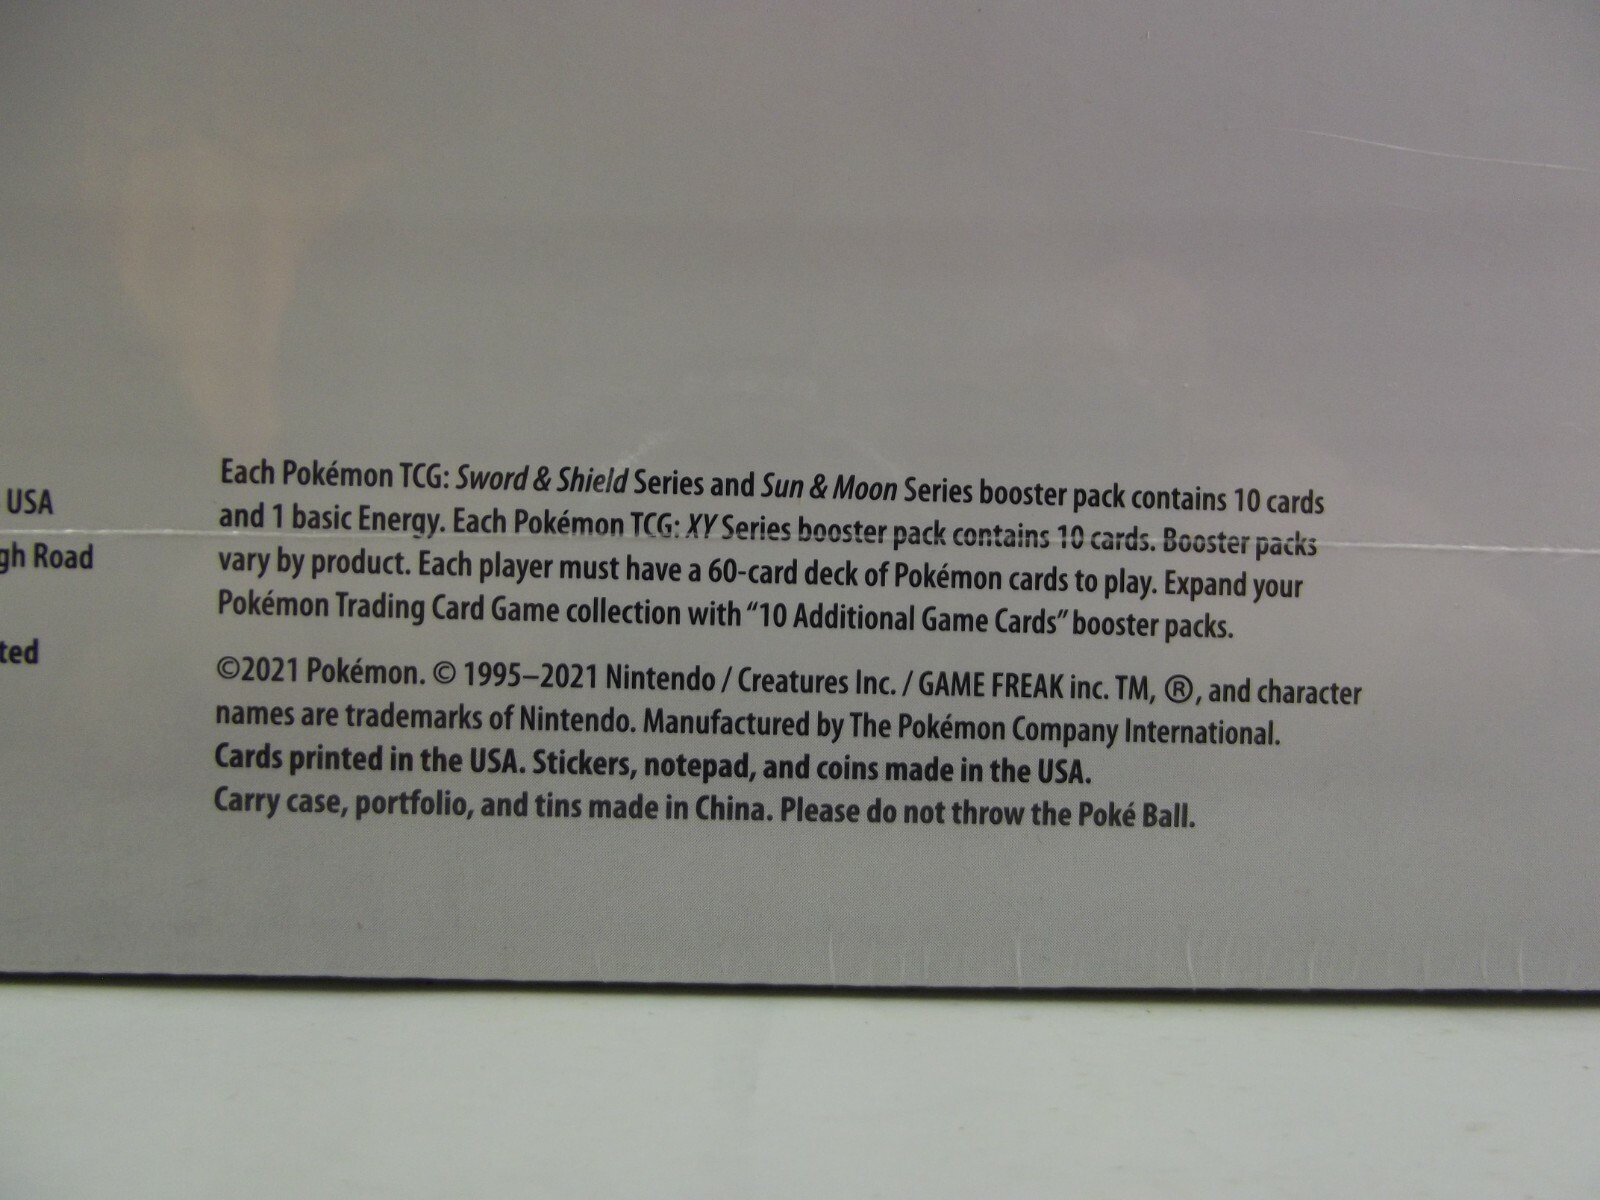 USA
gh Road
ted
Each Pokémon TCG: Sword & Shield Series and Sun & Moon Series booster pack contains 10 cards
and 1 basic Energy. Each Pokémon TCG: XY Series booster pack contains 10 cards. Booster packs
vary by product. Each player must have a 60-card deck of Pokémon cards to play. Expand your
Pokémon Trading Card Game collection with “10 Additional Game Cards” booster packs.
©2021 Pokémon. © 1995–2021 Nintendo / Creatures Inc. / GAME FREAK inc. TM, ®, and character
names are trademarks of Nintendo. Manufactured by The Pokémon Company International.
Cards printed in the USA. Stickers, notepad, and coins made in the USA.
Carry case, portfolio, and tins made in China. Please do not throw the Poké Ball.